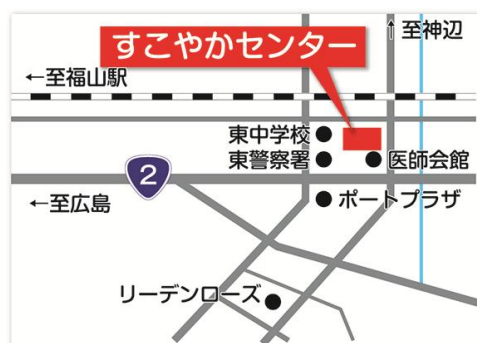 すこやかセンター
↑至神辺
←至福山駅
東中学校
東警察署
医師会館
2
←至広島
ポートプラザ
リーデンローズ